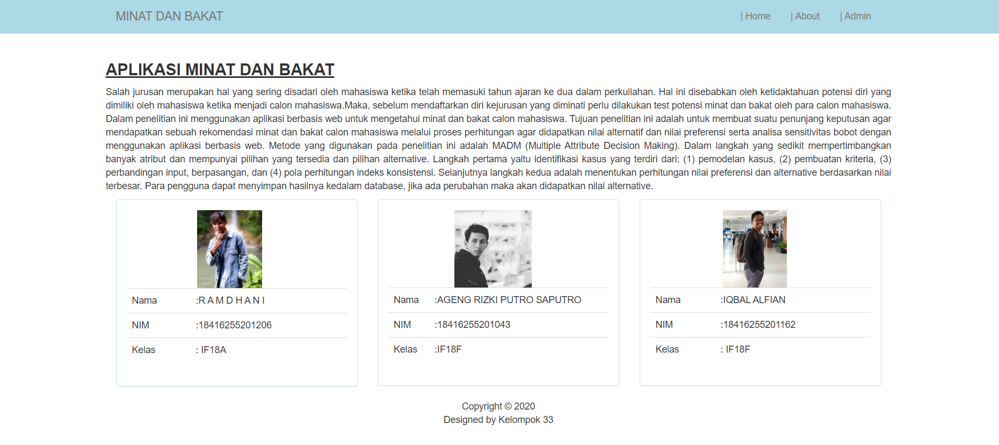 MINAT DAN BAKAT
| Home | About | Admin
APLIKASI MINAT DAN BAKAT
Salah jurusan merupakan hal yang sering disadari oleh mahasiswa ketika telah memasuki tahun ajaran ke dua dalam perkuliahan. Hal ini disebabkan oleh ketidaktahuan potensi diri yang
dimiliki oleh mahasiswa ketika menjadi calon mahasiswa.Maka, sebelum mendaftarkan diri kejurusan yang diminati perlu dilakukan test potensi minat dan bakat oleh para calon mahasiswa.
Dalam penelitian ini menggunakan aplikasi berbasis web untuk mengetahui minat dan bakat calon mahasiswa. Tujuan penelitian ini adalah untuk membuat suatu penunjang keputusan agar
mendapatkan sebuah rekomendasi minat dan bakat calon mahasiswa melalui proses perhitungan agar didapatkan nilai alternatif dan nilai preferensi serta analisa sensitivitas bobot dengan
menggunakan aplikasi berbasis web. Metode yang digunakan pada penelitian ini adalah MADM (Multiple Attribute Decision Making). Dalam langkah yang sedikit mempertimbangkan
banyak atribut dan mempunyai pilihan yang tersedia dan pilihan alternative. Langkah pertama yaitu identifikasi kasus yang terdiri dari: (1) pemodelan kasus, (2) pembuatan kriteria, (3)
perbandingan input, berpasangan, dan (4) pola perhitungan indeks konsistensi. Selanjutnya langkah kedua adalah menentukan perhitungan nilai preferensi dan alternative berdasarkan nilai
terbesar. Para pengguna dapat menyimpan hasilnya kedalam database, jika ada perubahan maka akan didapatkan nilai alternative.
Nama :R A M D H A N I
NIM :18416255201206
Kelas : IF18A
Nama :AGENG RIZKI PUTRO SAPUTRO
NIM :18416255201043
Kelas :IF18F
Nama :IQBAL ALFIAN
NIM :18416255201162
Kelas : IF18F
Copyright © 2020
Designed by Kelompok 33